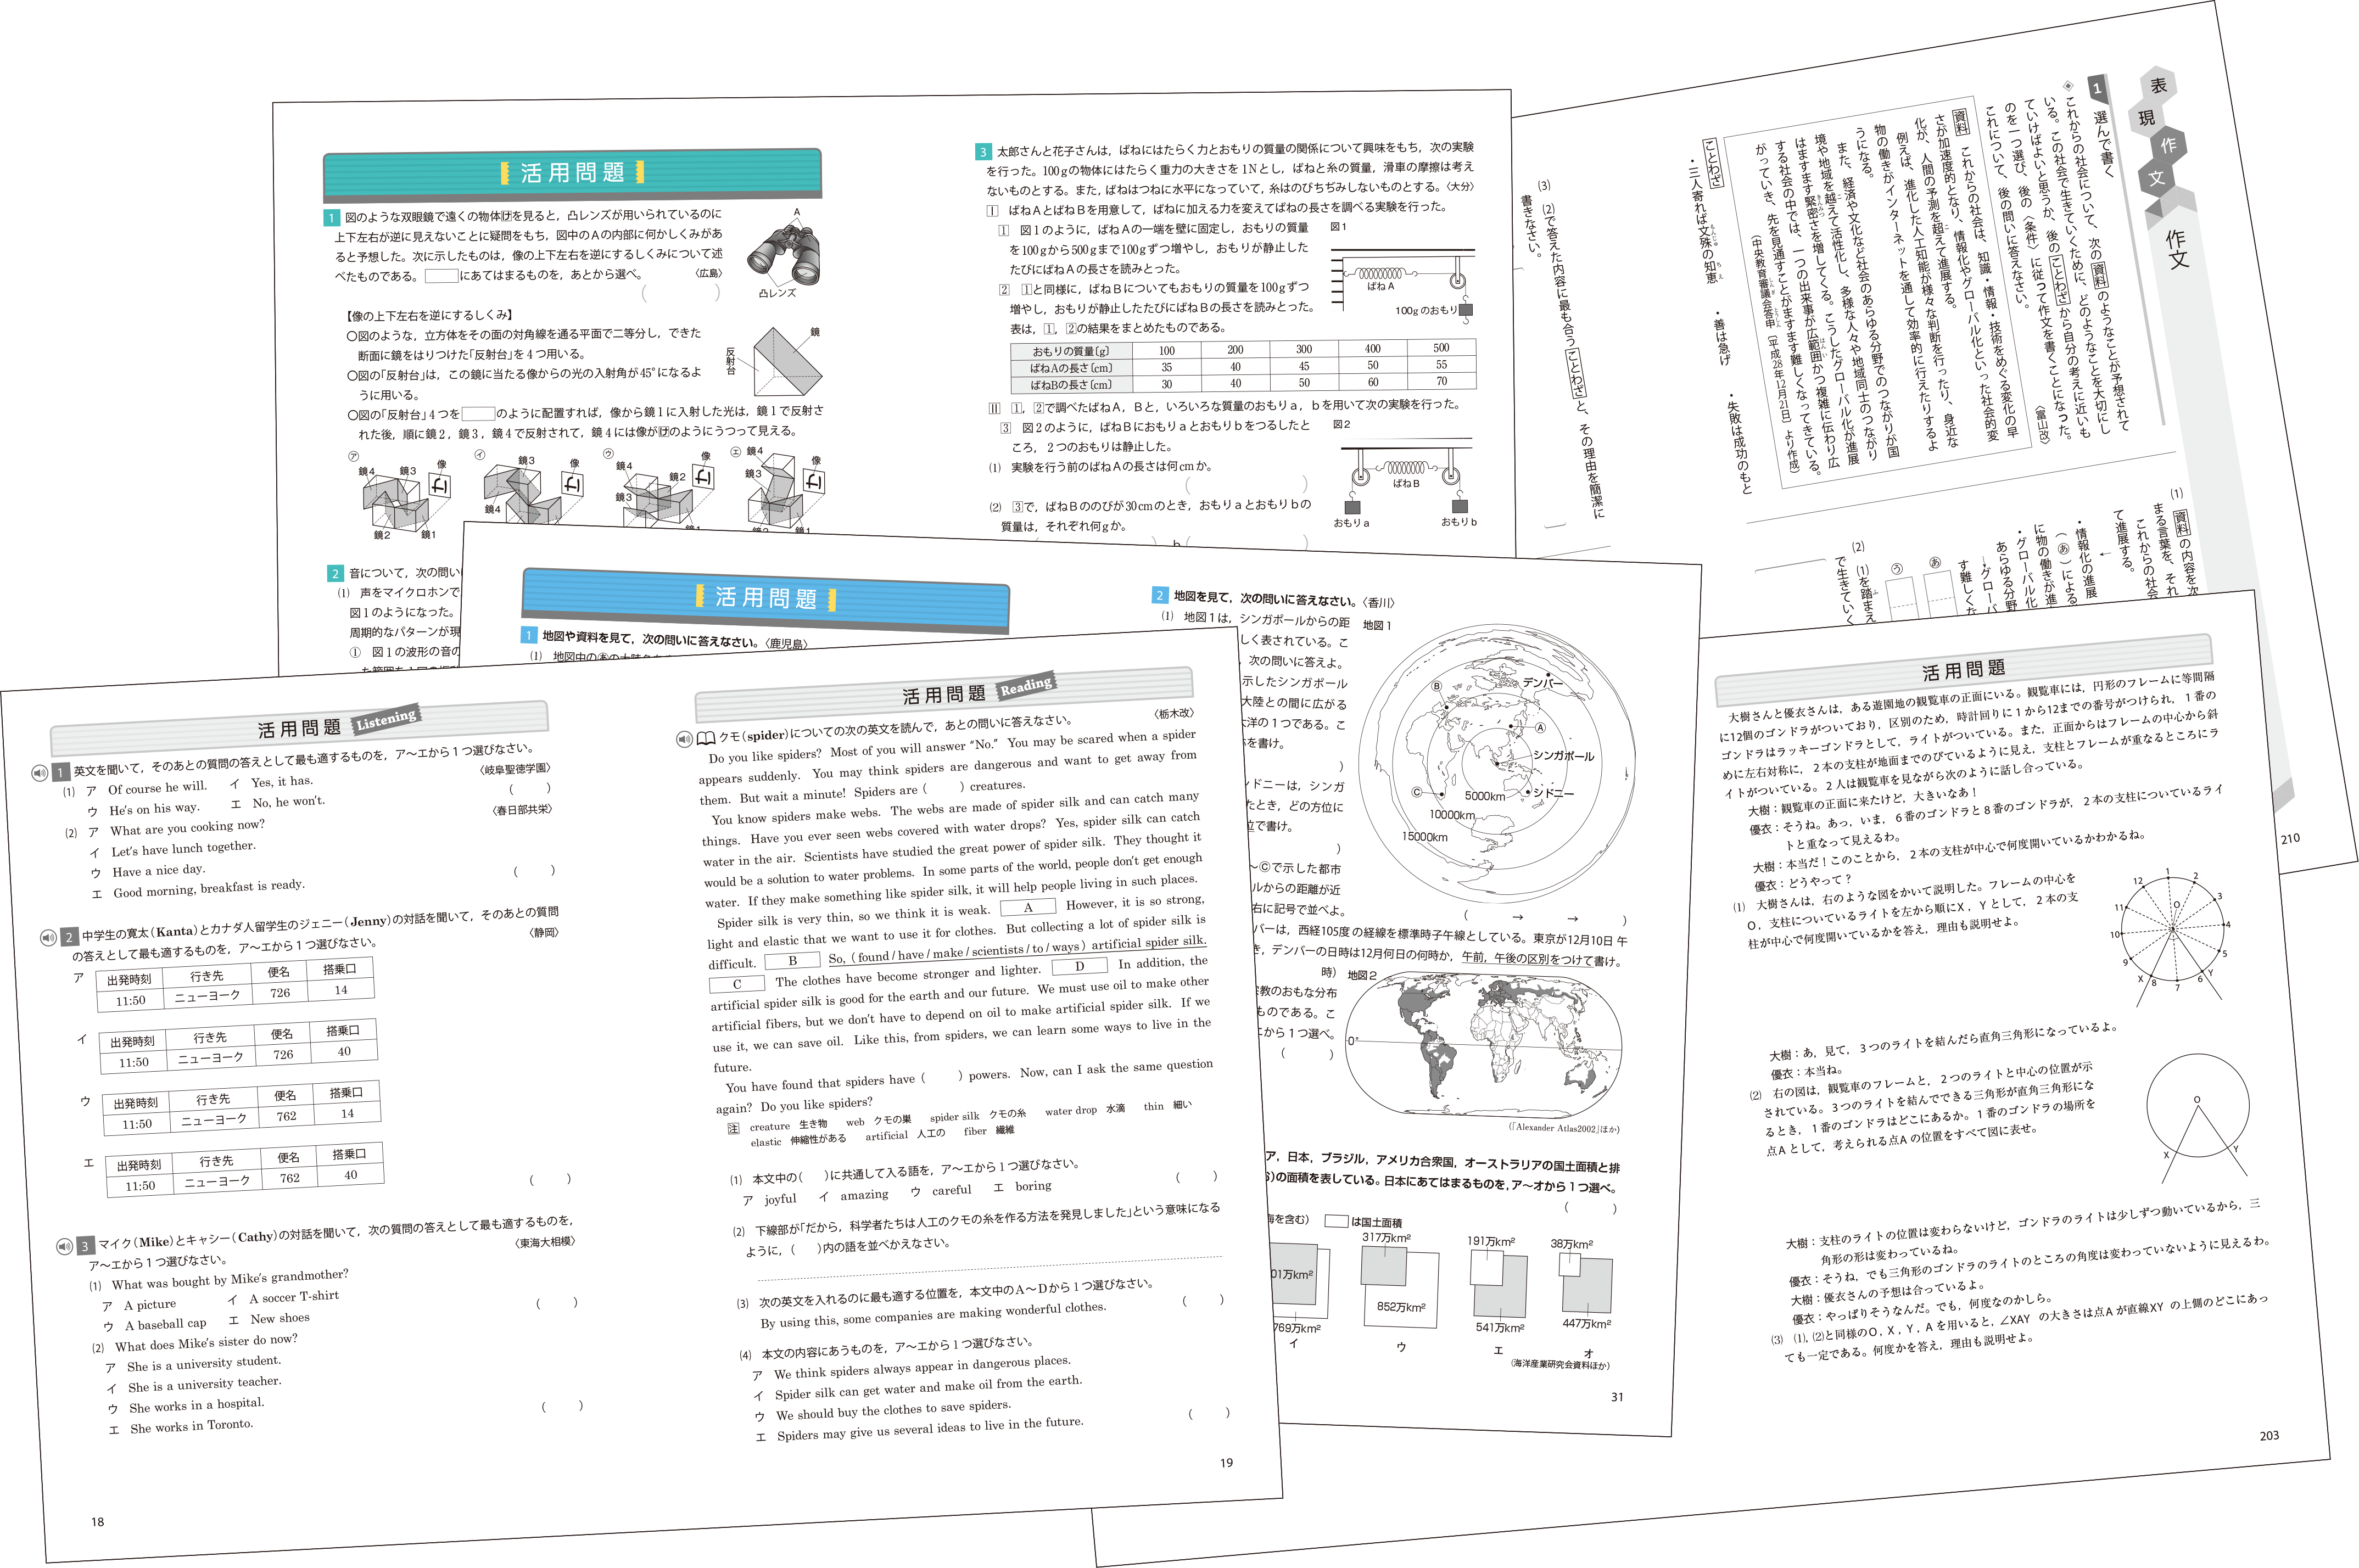 活用問題
1 図のような双眼鏡で遠くの物体を見ると，凸レンズが用いられているのに
上下左右が逆に見えないことに疑問をもち，図中のＡの内部に何かしくみがあ
ると予想した。次に示したものは，像の上下左右を逆にするしくみについて述
べたものである。にあてはまるものを，あとから選べ。〈広島〉
（　　　）
A
凸レンズ
【像の上下左右を逆にするしくみ】
〇図のような，立方体をその面の対角線を通る平面で二等分し，できた
断面に鏡をはりつけた「反射台」を４つ用いる。
〇図の「反射台」は，この鏡に当たる像からの光の入射角が45°になるよ
うに用いる。
鏡
反射台
〇図の「反射台」４つをのように配置すれば，像から鏡１に入射した光は，鏡１で反射さ
れた後，順に鏡２，鏡３，鏡４で反射されて，鏡４には像がのようにうつって見える。
㋐ 鏡4 鏡3 像 鏡2 鏡1
㋑ 鏡3 像 鏡4
㋒ 鏡4 鏡2 像 鏡3
㋓ 鏡4 像 鏡3
2 音について，次の問い
⑴ 声をマイクロホンで
図１のようになった。
周期的なパターンが現
① 図１の波形の音の
3 太郎さんと花子さんは，ばねにはたらく力とおもりの質量の関係について興味をもち，次の実験
を行った。100gの物体にはたらく重力の大きさを1Nとし，ばねと糸の質量，滑車の摩擦は考え
ないものとする。また，ばねはつねに水平になっていて，糸はのびちぢみしないものとする。〈大分〉
Ⅰ ばねＡとばねＢを用意して，ばねに加える力を変えてばねの長さを調べる実験を行った。
1 図１のように，ばねＡの一端を壁に固定し，おもりの質量
を100gから500gまで100gずつ増やし，おもりが静止した
たびにばねＡの長さを読みとった。
2 1と同様に，ばねＢについてもおもりの質量を100gずつ
増やし，おもりが静止したたびにばねＢの長さを読みとった。
表は，1，2の結果をまとめたものである。
図１
ばねＡ
100gのおもり
おもりの質量〔g〕 100 200 300 400 500
ばねAの長さ〔cm〕 35 40 45 50 55
ばねBの長さ〔cm〕 30 40 50 60 70
Ⅱ 1，2で調べたばねＡ，Ｂと，いろいろな質量のおもりａ，ｂを用いて次の実験を行った。
3 図２のように，ばねＢにおもりａとおもりｂをつるしたと
ころ，２つのおもりは静止した。
図２
ばねＢ
おもりａ おもりｂ
⑴ 実験を行う前のばねＡの長さは何cmか。
（　　　）
⑵ 3で，ばねＢののびが30cmのとき，おもりａとおもりｂの
質量は，それぞれ何gか。
表現作文
作文
1 選んで書く
◈ これからの社会について、次の資料のようなことが予想されて
いる。この社会で生きていくために、どのようなことを大切にし
ていけばよいと思うか、後のことわざから自分の考えに近いも
のを一つ選び、後の〈条件〉に従って作文を書くことになった。
これについて、後の問いに答えなさい。〈富山改〉
資料 これからの社会は、知識・情報・技術をめぐる変化の早
さが加速度的となり、情報化やグローバル化といった社会的変
化が、人間の予測を超えて進展する。
例えば、進化した人工知能が様々な判断を行ったり、身近な
物の働きがインターネットを通して効率的に行えたりするよ
うになる。
また、経済や文化など社会のあらゆる分野でのつながりが国
境や地域を越えて活性化し、多様な人々や地域同士のつながり
はますます緊密さを増してくる。こうしたグローバル化が進展
する社会の中では、一つの出来事が広範囲かつ複雑に伝わり広
がっていき、先を見通すことがますます難しくなってきている。
（中央教育審議会答申〔平成28年12月21日〕より作成）
ことわざ
・三人寄れば文殊の知恵　・善は急げ　・失敗は成功のもと
⑴ 資料の内容を次
まる言葉を、それ
これからの社会
て進展する。
↓
・情報化の進展
（ あ ）による
に物の働きが進
・グローバル化
あらゆる分野
→グローバ
す難しくな
あ
う
⑵ ⑴を踏まえ
で生きていく
⑶ ⑵で答えた内容に最も合うことわざと、その理由を簡潔に
書きなさい。
210
活用問題
1 地図や資料を見て，次の問いに答えなさい。〈鹿児島〉
2 地図を見て，次の問いに答えなさい。〈香川〉
⑴ 地図１は，シンガポールからの距
しく表されている。こ
，次の問いに答えよ。
示したシンガポール
大陸との間に広がる
洋の１つである。こ
を書け。
）
ンドニーは，シンガ
たとき，どの方位に
位で書け。
）
〜Ⓒで示した都市
ルからの距離が近
右に記号で並べよ。
（　→　→　）
地図１
Ⓑ デンバー
Ⓐ
シンガポール
Ⓒ シドニー
5000km
10000km
15000km
バーは，西経105度の経線を標準時子午線としている。東京が12月10日 午
き，デンバーの日時は12月何日の何時か，午前，午後の区別をつけて書け。
時）
宗教のおもな分布
ものである。こ
エから１つ選べ。
（　　）
地図２
0°
(「Alexander Atlas2002」ほか)
ア，日本，ブラジル，アメリカ合衆国，オーストラリアの国土面積と排
)の面積を表している。日本にあてはまるものを，ア〜オから１つ選べ。
（　　）
海を含む） は国土面積
01万km² 769万km² イ
317万km² 852万km² ウ
191万km² 541万km² エ
38万km² 447万km² オ
（海洋産業研究会資料ほか）
31
活用問題 Listening
1 英文を聞いて，そのあとの質問の答えとして最も適するものを，ア〜エから１つ選びなさい。
〈岐阜聖徳学園〉
⑴ ア Of course he will. イ Yes, it has.
ウ He's on his way. エ No, he won't.
（　　）
〈春日部共栄〉
⑵ ア What are you cooking now?
イ Let's have lunch together.
ウ Have a nice day.
エ Good morning, breakfast is ready.
（　　）
2 中学生の寛太（Kanta）とカナダ人留学生のジェニー（Jenny）の対話を聞いて，そのあとの質問
の答えとして最も適するものを，ア〜エから１つ選びなさい。〈静岡〉
ア 出発時刻 行き先 便名 搭乗口
11:50 ニューヨーク 726 14
イ 出発時刻 行き先 便名 搭乗口
11:50 ニューヨーク 726 40
ウ 出発時刻 行き先 便名 搭乗口
11:50 ニューヨーク 762 14
エ 出発時刻 行き先 便名 搭乗口
11:50 ニューヨーク 762 40
（　　）
3 マイク（Mike）とキャシー（Cathy）の対話を聞いて，次の質問の答えとして最も適するものを，
ア〜エから１つ選びなさい。〈東海大相模〉
⑴ What was bought by Mike's grandmother?
ア A picture イ A soccer T-shirt
ウ A baseball cap エ New shoes
（　　）
⑵ What does Mike's sister do now?
ア She is a university student.
イ She is a university teacher.
ウ She works in a hospital.
エ She works in Toronto.
（　　）
18
活用問題 Reading
クモ（spider）についての次の英文を読んで，あとの問いに答えなさい。〈栃木改〉
Do you like spiders? Most of you will answer “No.” You may be scared when a spider
appears suddenly. You may think spiders are dangerous and want to get away from
them. But wait a minute! Spiders are (　　) creatures.
You know spiders make webs. The webs are made of spider silk and can catch many
things. Have you ever seen webs covered with water drops? Yes, spider silk can catch
water in the air. Scientists have studied the great power of spider silk. They thought it
would be a solution to water problems. In some parts of the world, people don't get enough
water. If they make something like spider silk, it will help people living in such places.
Spider silk is very thin, so we think it is weak. A However, it is so strong,
light and elastic that we want to use it for clothes. But collecting a lot of spider silk is
difficult. B So, ( found / have / make / scientists / to / ways ) artificial spider silk.
C The clothes have become stronger and lighter. D In addition, the
artificial spider silk is good for the earth and our future. We must use oil to make other
artificial fibers, but we don't have to depend on oil to make artificial spider silk. If we
use it, we can save oil. Like this, from spiders, we can learn some ways to live in the
future.
You have found that spiders have (　　) powers. Now, can I ask the same question
again? Do you like spiders?
注 creature 生き物 web クモの巣 spider silk クモの糸 water drop 水滴 thin 細い
elastic 伸縮性がある artificial 人工の fiber 繊維
⑴ 本文中の（　）に共通して入る語を，ア〜エから１つ選びなさい。
ア joyful イ amazing ウ careful エ boring
（　　）
⑵ 下線部が「だから，科学者たちは人工のクモの糸を作る方法を発見しました」という意味になる
ように，（　）内の語を並べかえなさい。
⑶ 次の英文を入れるのに最も適する位置を，本文中のA〜Dから１つ選びなさい。
By using this, some companies are making wonderful clothes.
（　　）
⑷ 本文の内容にあうものを，ア〜エから１つ選びなさい。
ア We think spiders always appear in dangerous places.
イ Spider silk can get water and make oil from the earth.
ウ We should buy the clothes to save spiders.
エ Spiders may give us several ideas to live in the future.
（　　）
19
活用問題
大樹さんと優衣さんは，ある遊園地の観覧車の正面にいる。観覧車には，円形のフレームに等間隔
に12個のゴンドラがついており，区別のため，時計回りに１から12までの番号がつけられ，１番の
ゴンドラはラッキーゴンドラとして，ライトがついている。また，正面からはフレームの中心から斜
めに左右対称に，２本の支柱が地面までのびているように見え，支柱とフレームが重なるところにラ
イトがついている。２人は観覧車を見ながら次のように話し合っている。
大樹：観覧車の正面に来たけど，大きいなあ！
優衣：そうね。あっ，いま，６番のゴンドラと８番のゴンドラが，２本の支柱についているライ
トと重なって見えるわ。
大樹：本当だ！このことから，２本の支柱が中心で何度開いているかわかるね。
優衣：どうやって？
⑴ 大樹さんは，右のような図をかいて説明した。フレームの中心を
O，支柱についているライトを左から順にX，Yとして，２本の支
柱が中心で何度開いているかを答え，理由も説明せよ。
1 2 3 4 5 6 7 8 9 10 11 12 O X Y
大樹：あ，見て，３つのライトを結んだら直角三角形になっているよ。
優衣：本当ね。
⑵ 右の図は，観覧車のフレームと，２つのライトと中心の位置が示
されている。３つのライトを結んでできる三角形が直角三角形にな
るとき，１番のゴンドラはどこにあるか。１番のゴンドラの場所を
点Aとして，考えられる点Aの位置をすべて図に表せ。
O X Y
大樹：支柱のライトの位置は変わらないけど，ゴンドラのライトは少しずつ動いているから，三
角形の形は変わっているね。
優衣：そうね，でも三角形のゴンドラのライトのところの角度は変わっていないように見えるわ。
大樹：優衣さんの予想は合っているよ。
優衣：やっぱりそうなんだ。でも，何度なのかしら。
⑶ ⑴，⑵と同様のO，X，Y，Aを用いると，∠XAYの大きさは点Aが直線XYの上側のどこにあっ
ても一定である。何度かを答え，理由も説明せよ。
203